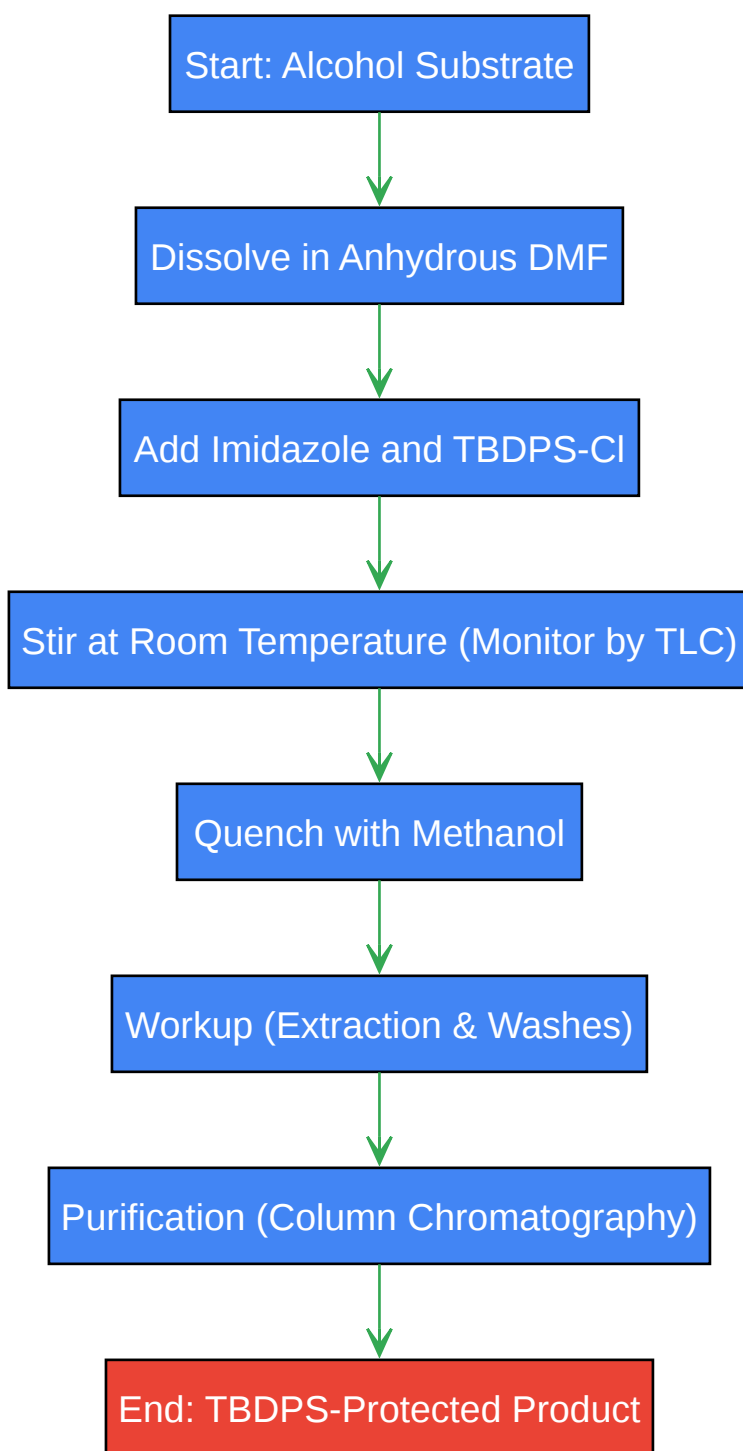 Start: Alcohol Substrate
Dissolve in Anhydrous DMF
Add Imidazole and TBDPS-Cl
Stir at Room Temperature (Monitor by TLC)
Quench with Methanol
Workup (Extraction & Washes)
Purification (Column Chromatography)
End: TBDPS-Protected Product